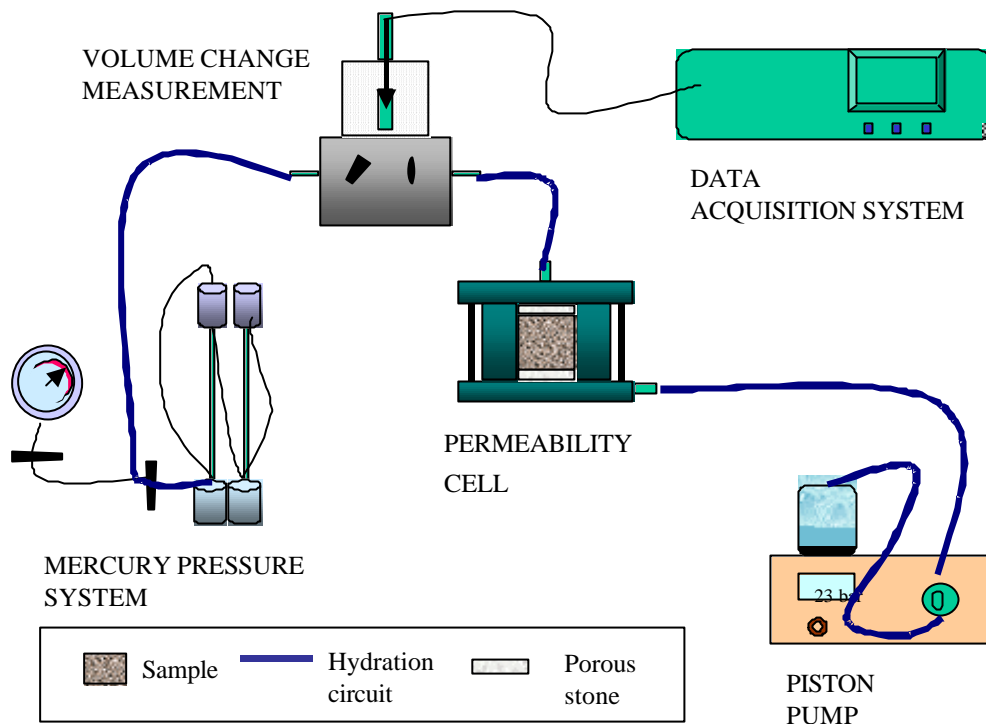 VOLUME CHANGE
MEASUREMENT
DATA
ACQUISITION SYSTEM
PERMEABILITY
CELL
MERCURY PRESSURE
SYSTEM
23 bar
Sample
Hydration
circuit
Porous
stone
PISTON
PUMP